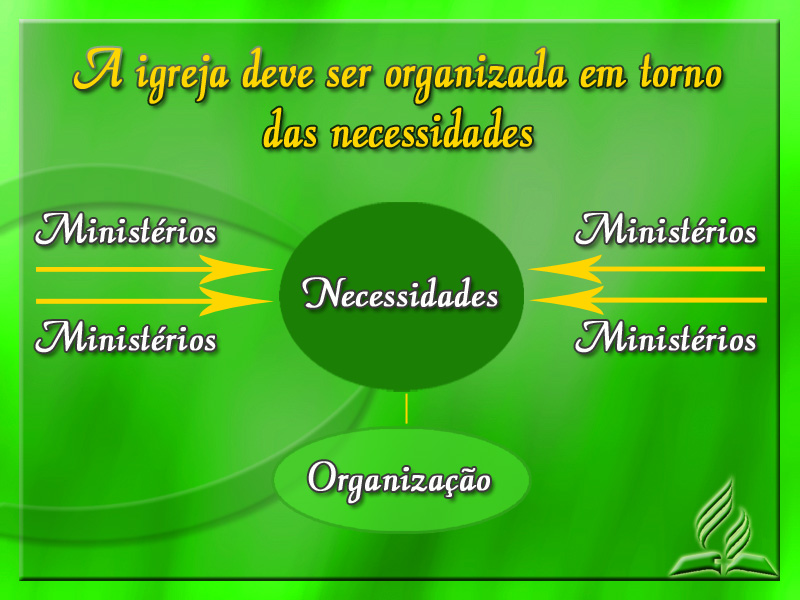 A igreja deve ser organizada em torno
das necessidades
Ministérios
Ministérios
Necessidades
Ministérios
Ministérios
Organização